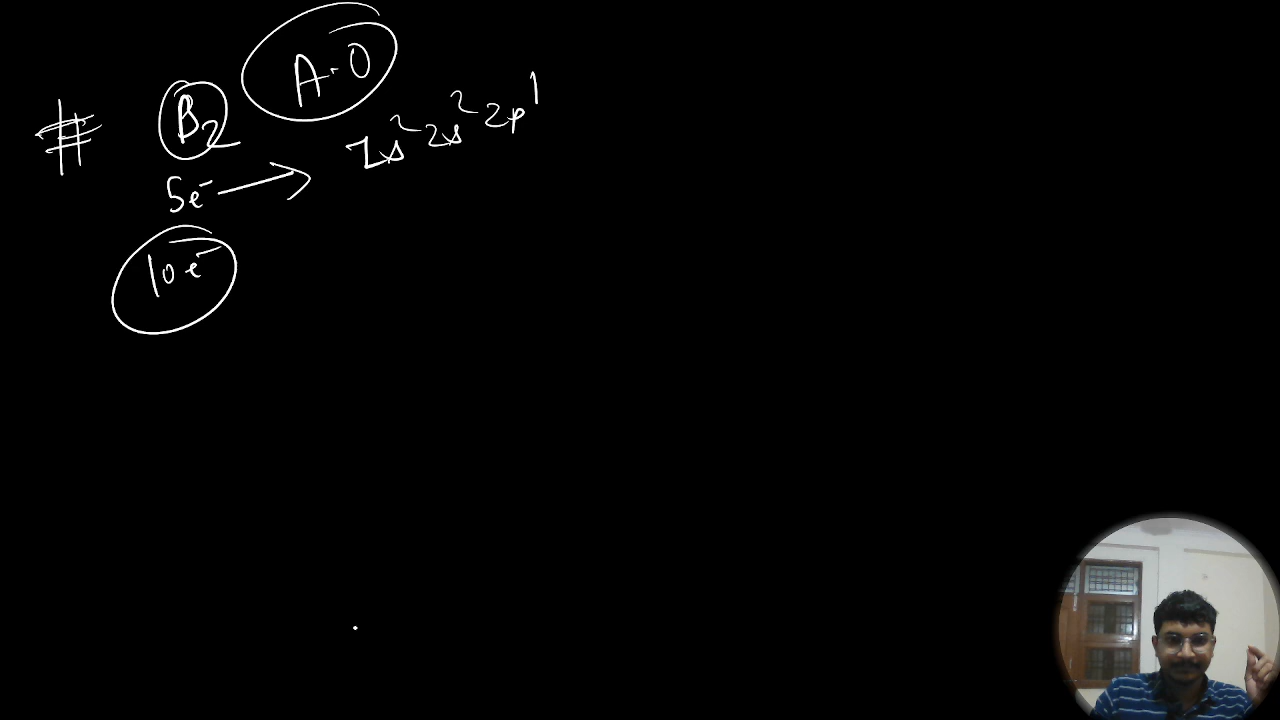 # B₂ A·O
5e⁻ → 1s² 2s² 2p¹
10e⁻